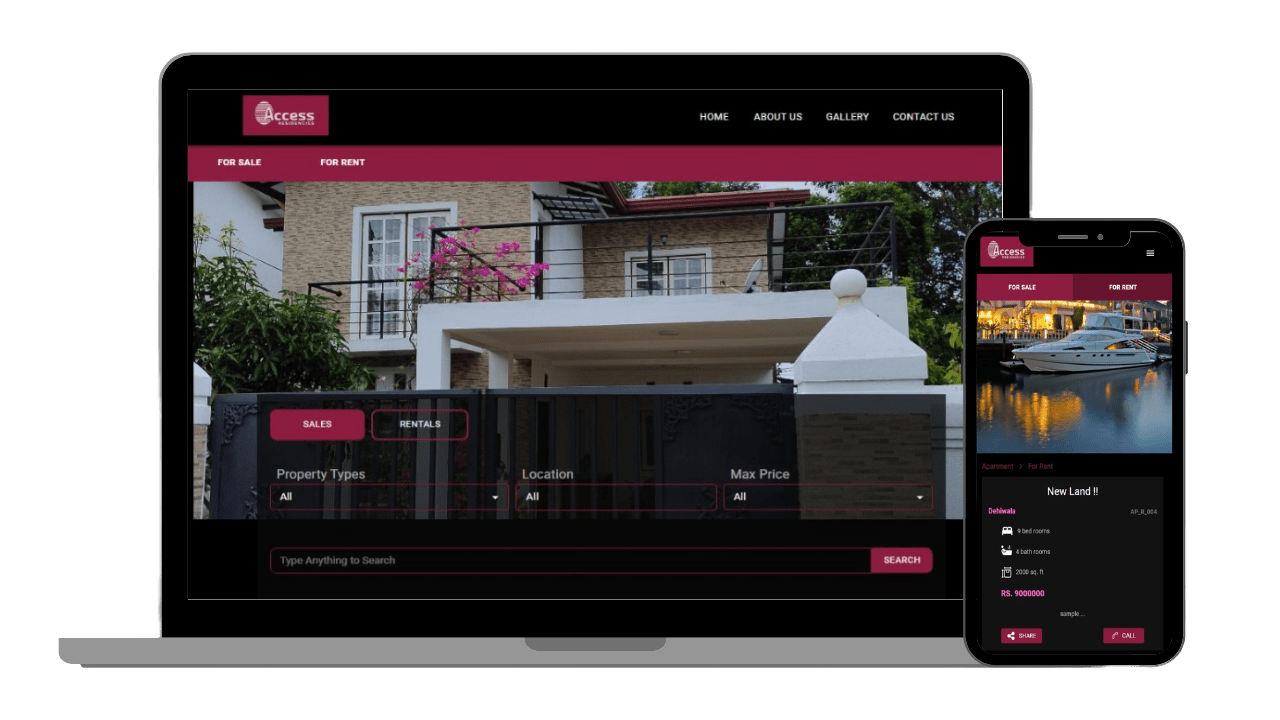 Access
RESIDENCIES
HOME ABOUT US GALLERY CONTACT US
FOR SALE FOR RENT
SALES RENTALS
Property Types Location Max Price
All All All
Type Anything to Search SEARCH
Access
RESIDENCIES
FOR SALE FOR RENT
Apartment > For Rent
New Land !!
Dehiwala AP_R_004
9 bed rooms
4 bath rooms
2000 sq. ft
RS. 9000000
sample ...
SHARE CALL